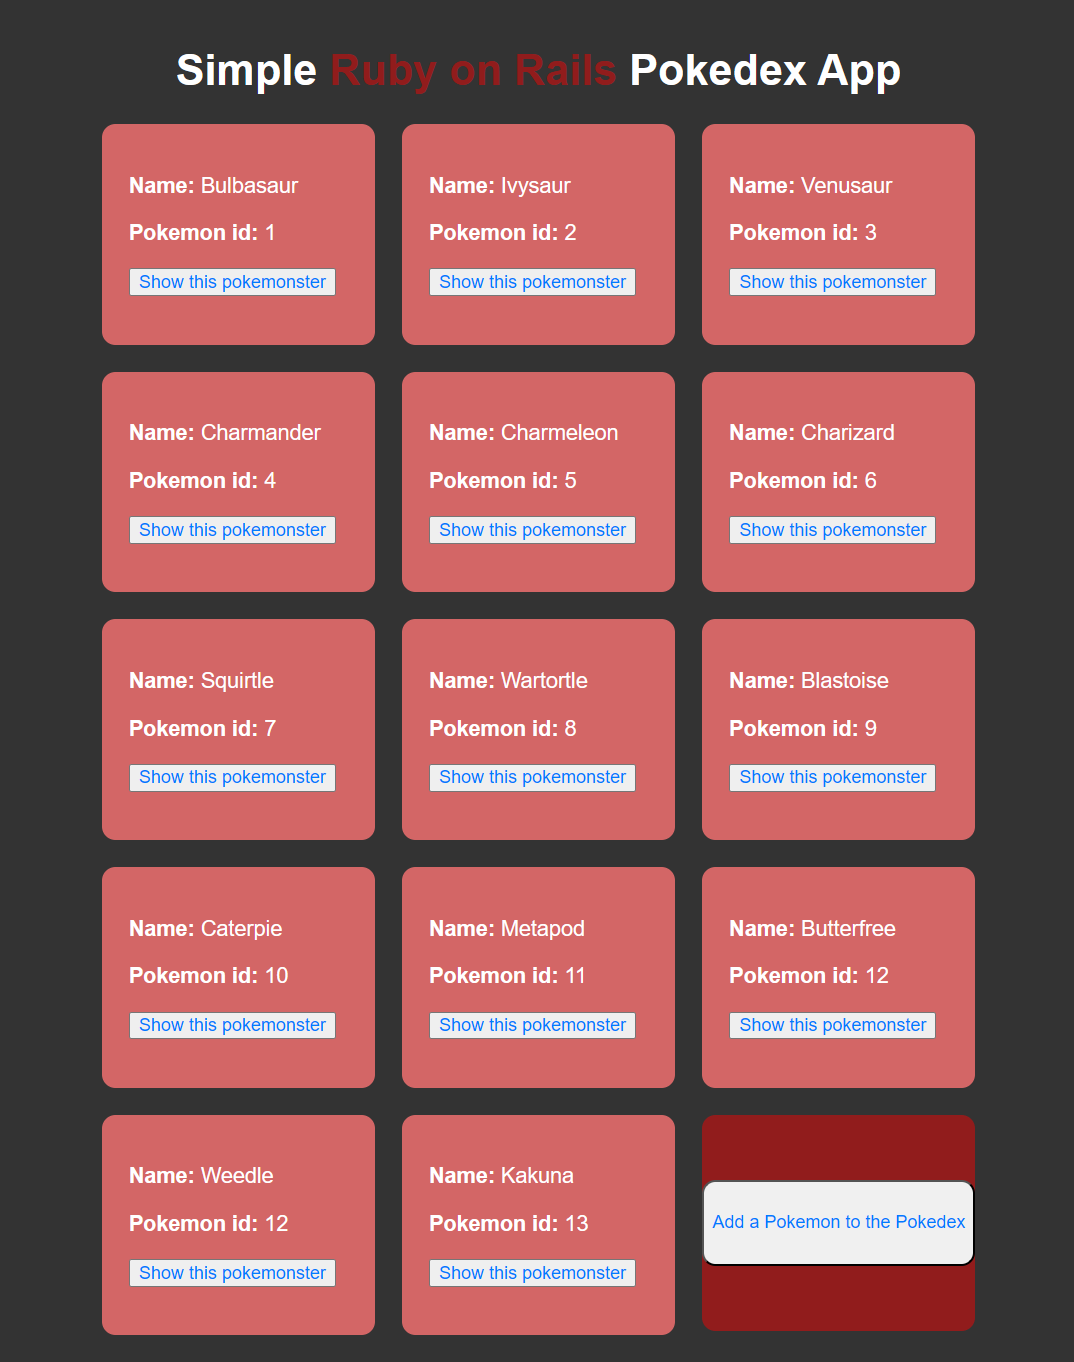 Simple Ruby on Rails Pokedex App
Name: Bulbasaur
Pokemon id: 1
Show this pokemonster
Name: Ivysaur
Pokemon id: 2
Show this pokemonster
Name: Venusaur
Pokemon id: 3
Show this pokemonster
Name: Charmander
Pokemon id: 4
Show this pokemonster
Name: Charmeleon
Pokemon id: 5
Show this pokemonster
Name: Charizard
Pokemon id: 6
Show this pokemonster
Name: Squirtle
Pokemon id: 7
Show this pokemonster
Name: Wartortle
Pokemon id: 8
Show this pokemonster
Name: Blastoise
Pokemon id: 9
Show this pokemonster
Name: Caterpie
Pokemon id: 10
Show this pokemonster
Name: Metapod
Pokemon id: 11
Show this pokemonster
Name: Butterfree
Pokemon id: 12
Show this pokemonster
Name: Weedle
Pokemon id: 12
Show this pokemonster
Name: Kakuna
Pokemon id: 13
Show this pokemonster
Add a Pokemon to the Pokedex